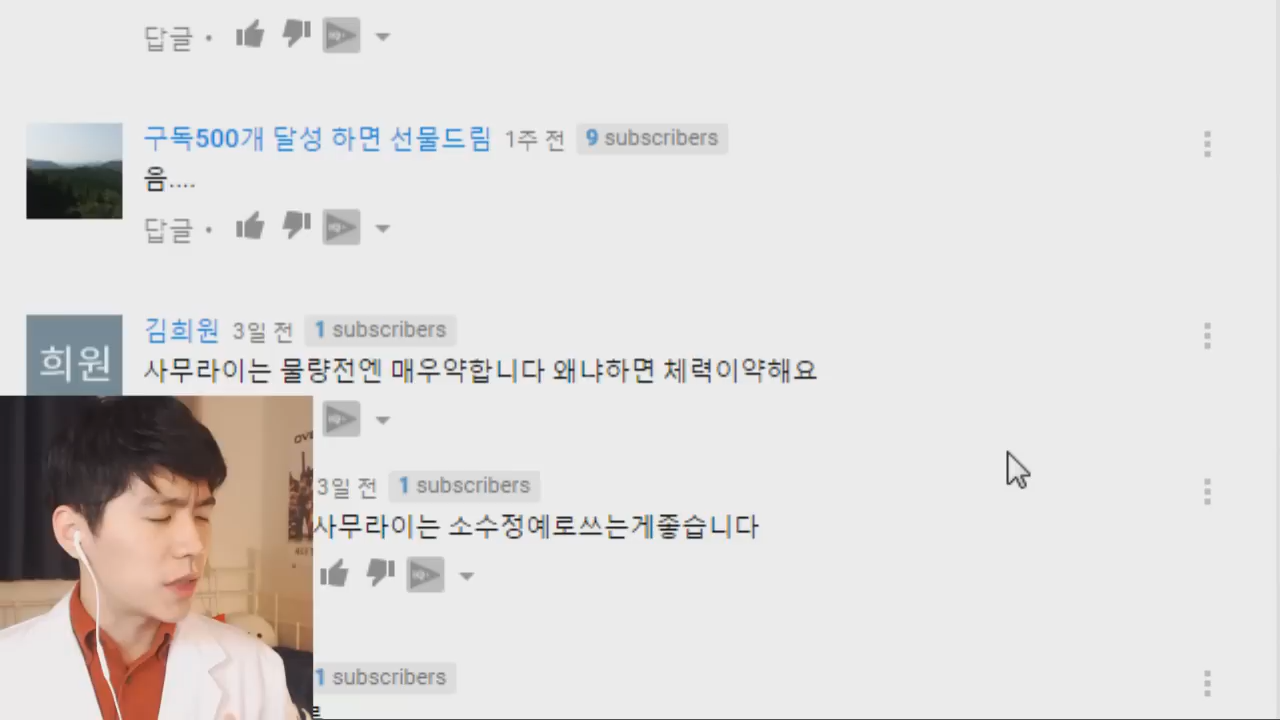 답글 •
구독500개 달성 하면 선물드림 1주 전 9 subscribers
음....
답글 •
희원
김희원 3일 전 1 subscribers
사무라이는 물량전엔 매우약합니다 왜냐하면 체력이약해요
3일 전 1 subscribers
사무라이는 소수정예로쓰는게좋습니다
1 subscribers